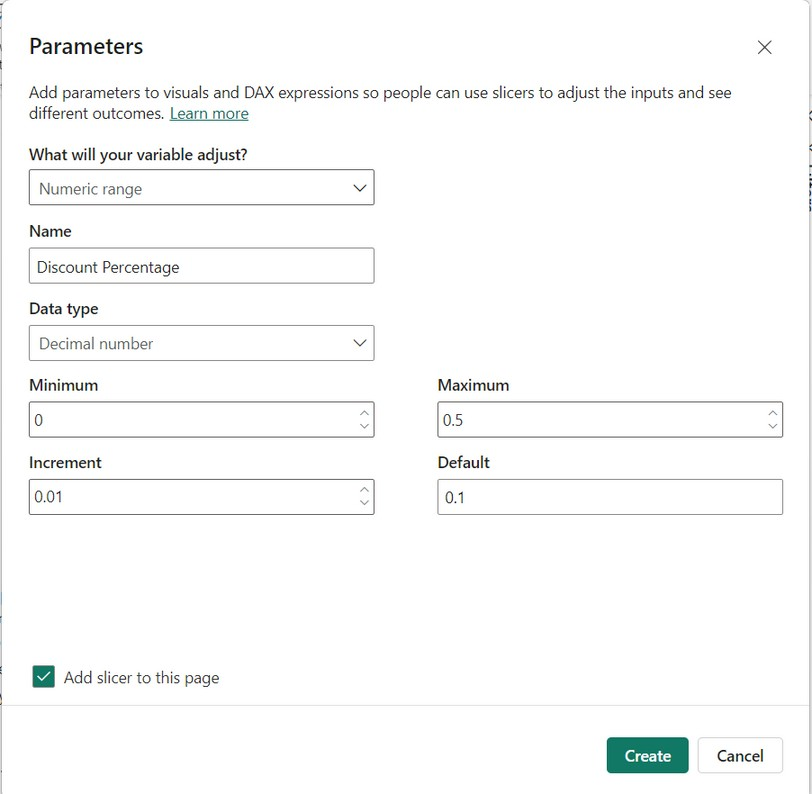 Parameters
Add parameters to visuals and DAX expressions so people can use slicers to adjust the inputs and see
different outcomes. Learn more
What will your variable adjust?
Numeric range
Name
Discount Percentage
Data type
Decimal number
Minimum
Maximum
0
0.5
Increment
Default
0.01
0.1
Add slicer to this page
Create
Cancel